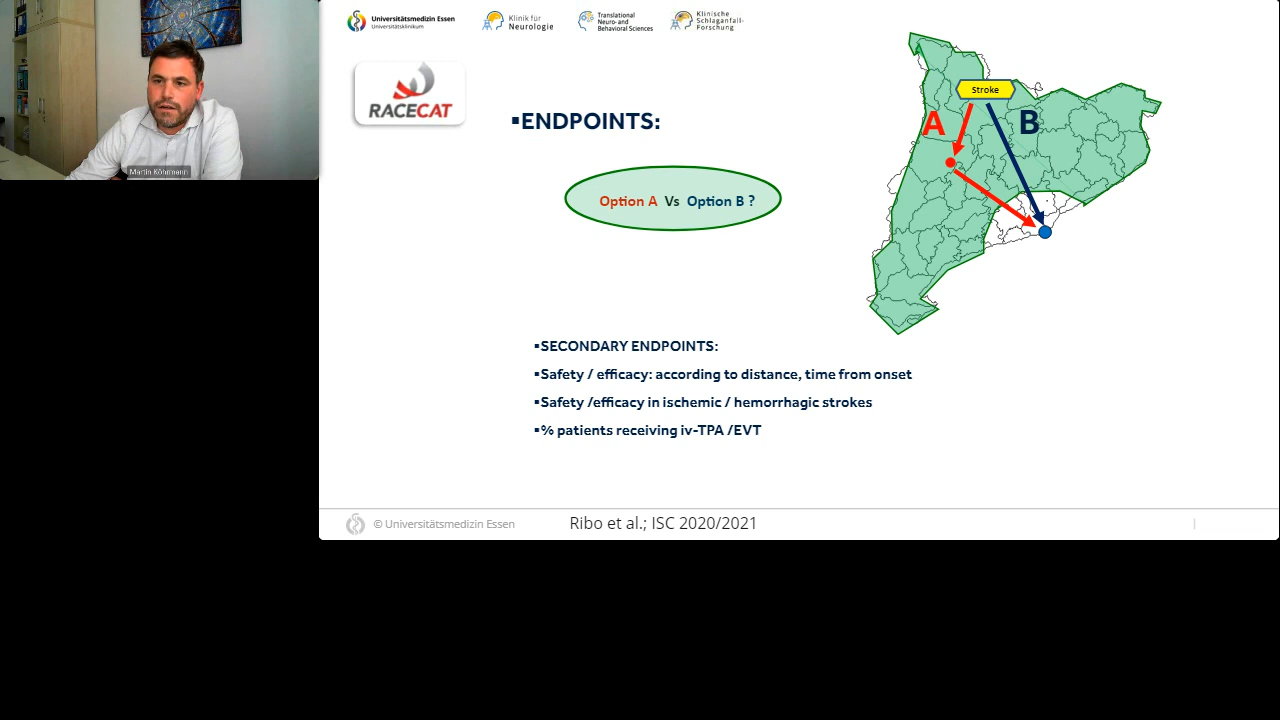 Martin Köhrmann
Universitätsmedizin Essen
Universitätsklinikum
Klinik für
Neurologie
Translational
Neuro- and
Behavioral Sciences
Klinische
Schlaganfall-
Forschung
RACECAT
▪ENDPOINTS:
Stroke
A
B
Option A Vs Option B ?
▪SECONDARY ENDPOINTS:
▪Safety / efficacy: according to distance, time from onset
▪Safety /efficacy in ischemic / hemorrhagic strokes
▪% patients receiving iv-TPA /EVT
© Universitätsmedizin Essen
Ribo et al.; ISC 2020/2021